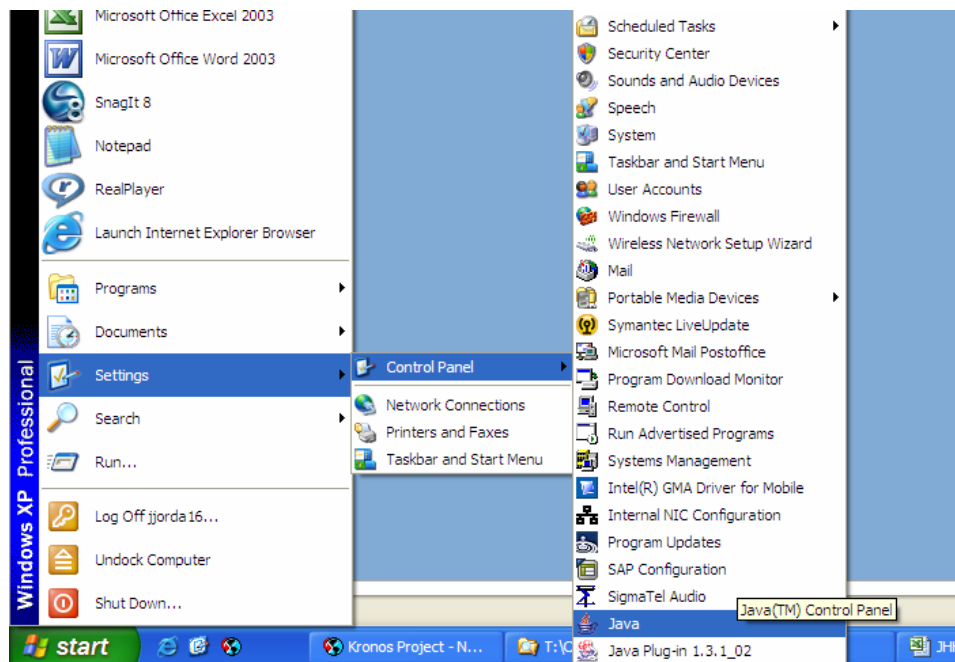 Microsoft Office Excel 2003
Microsoft Office Word 2003
SnagIt 8
Notepad
RealPlayer
Launch Internet Explorer Browser
Programs
Documents
Settings
Search
Run...
Log Off jjorda16...
Undock Computer
Shut Down...
Windows XP Professional
Control Panel
Network Connections
Printers and Faxes
Taskbar and Start Menu
Scheduled Tasks
Security Center
Sounds and Audio Devices
Speech
System
Taskbar and Start Menu
User Accounts
Windows Firewall
Wireless Network Setup Wizard
Mail
Portable Media Devices
Symantec LiveUpdate
Microsoft Mail Postoffice
Program Download Monitor
Remote Control
Run Advertised Programs
Systems Management
Intel(R) GMA Driver for Mobile
Internal NIC Configuration
Program Updates
SAP Configuration
SigmaTel Audio
Java(TM) Control Panel
Java
Java Plug-in 1.3.1_02
start
Kronos Project - N...
T:\C